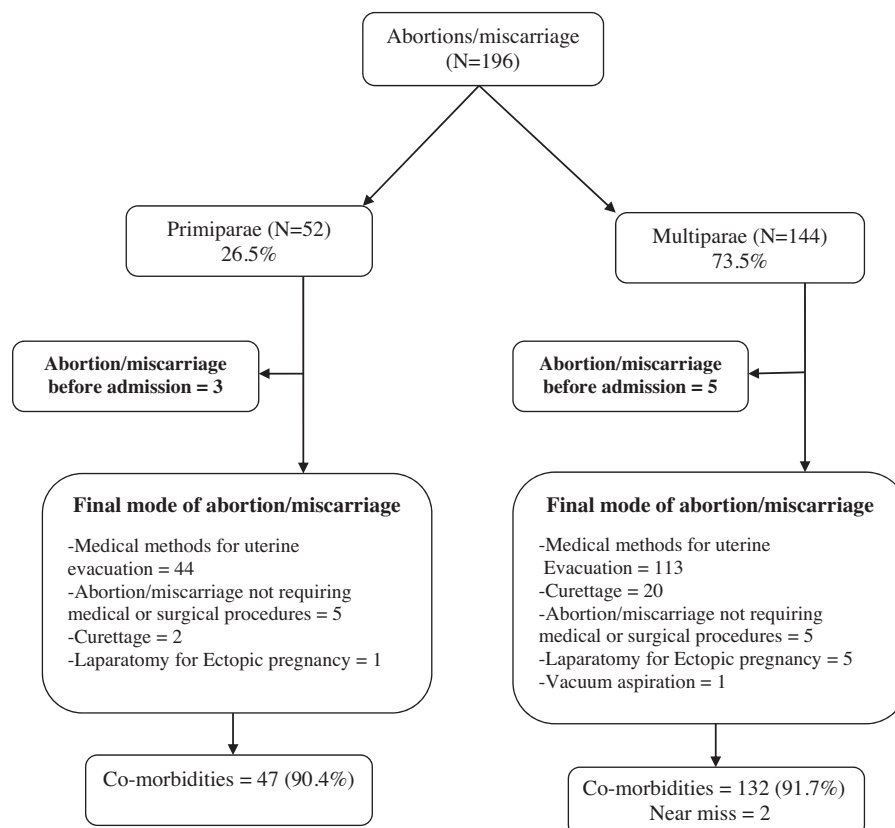 Abortions/miscarriage
(N=196)
Primiparae (N=52)
26.5%
Multiparae (N=144)
73.5%
Abortion/miscarriage
before admission = 3
Abortion/miscarriage
before admission = 5
Final mode of abortion/miscarriage
-Medical methods for uterine
evacuation = 44
-Abortion/miscarriage not requiring
medical or surgical procedures = 5
-Curettage = 2
-Laparatomy for Ectopic pregnancy = 1
Final mode of abortion/miscarriage
-Medical methods for uterine
Evacuation = 113
-Curettage = 20
-Abortion/miscarriage not requiring
medical or surgical procedures = 5
-Laparatomy for Ectopic pregnancy = 5
-Vacuum aspiration = 1
Co-morbidities = 47 (90.4%)
Co-morbidities = 132 (91.7%)
Near miss = 2